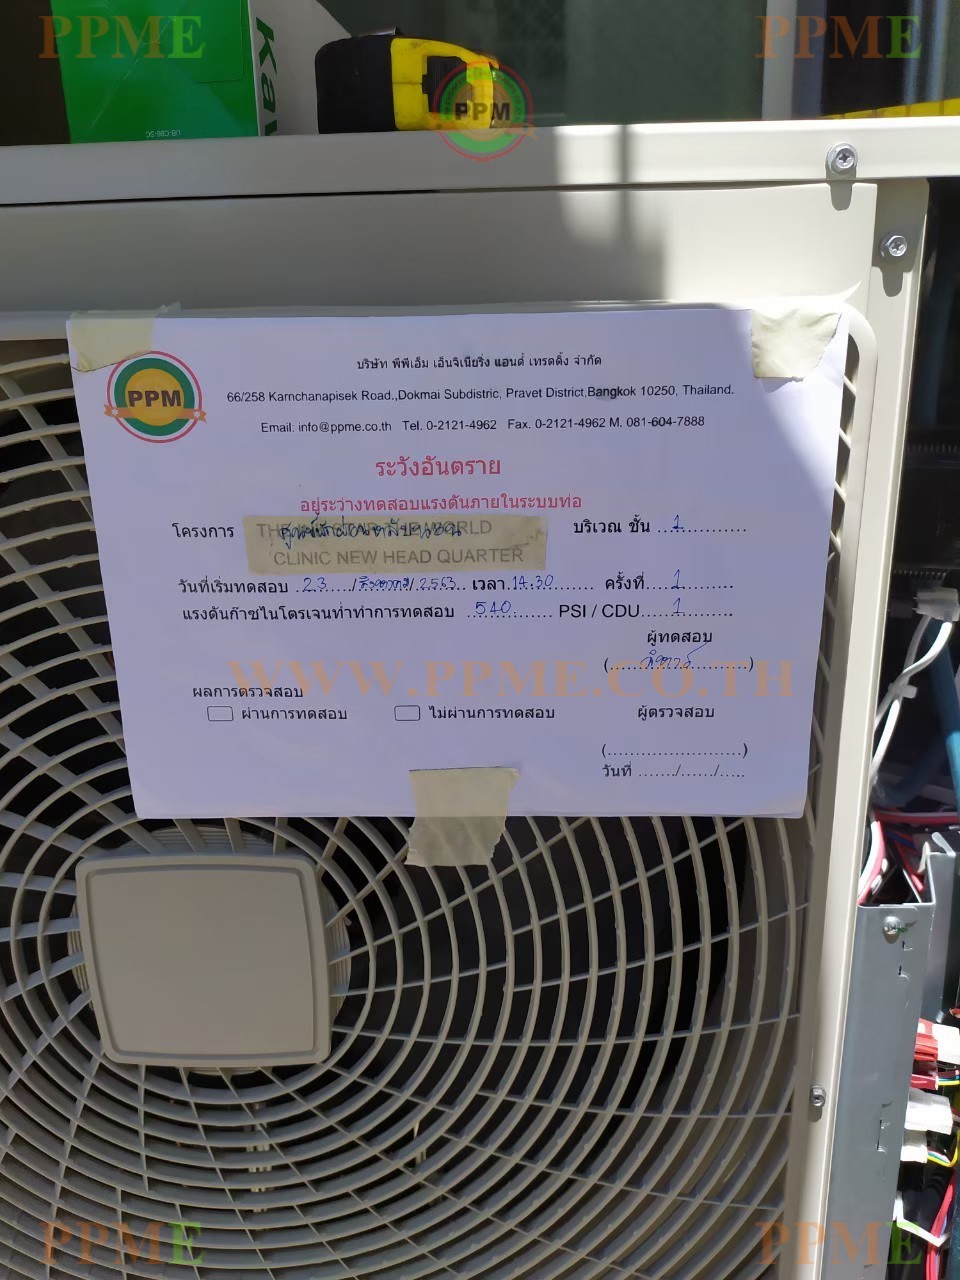 PPME
PPME
Kav
UB-CBB-SC
PPM
บริษัท พีพีเอ็ม เอ็นจิเนียริ่ง แอนด์ เทรดดิ้ง จำกัด
PPM
66/258 Karnchanapisek Road.,Dokmai Subdistric, Pravet District,Bangkok 10250, Thailand.
Email: info@ppme.co.th Tel. 0-2121-4962 Fax. 0-2121-4962 M. 081-604-7888
ระวังอันตราย
อยู่ระว่างทดสอบแรงดันภายในระบบท่อ
โครงการ WORLD บริเวณ ชั้น ...1...........
CLINIC NEW HEAD QUARTER
วันที่เริ่มทดสอบ ..23...../สิงหาคม/.2563.. เวลา.14.30....... ครั้งที่.....1.........
แรงดันก๊าซไนโตรเจนท่ำทำการทดสอบ ..540........ PSI / CDU......1.........
ผู้ทดสอบ
WWW.PPME.CO.TH
ผลการตรวจสอบ
ผ่านการทดสอบ ไม่ผ่านการทดสอบ ผู้ตรวจสอบ
(........................)
วันที่ ......./....../.....
PPME
PPME